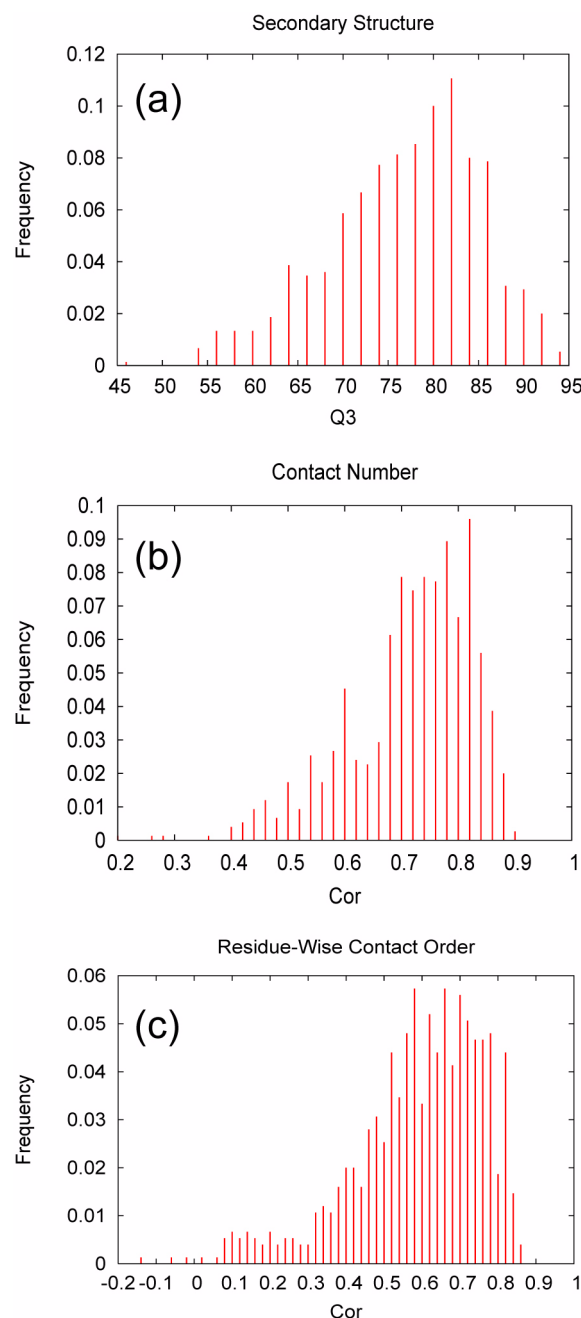 Secondary Structure
(a)
Frequency
0.12
0.1
0.08
0.06
0.04
0.02
0
45 50 55 60 65 70 75 80 85 90 95
Q3
Contact Number
(b)
Frequency
0.1
0.09
0.08
0.07
0.06
0.05
0.04
0.03
0.02
0.01
0
0.2 0.3 0.4 0.5 0.6 0.7 0.8 0.9 1
Cor
Residue-Wise Contact Order
(c)
Frequency
0.06
0.05
0.04
0.03
0.02
0.01
0
-0.2 -0.1 0 0.1 0.2 0.3 0.4 0.5 0.6 0.7 0.8 0.9 1
Cor